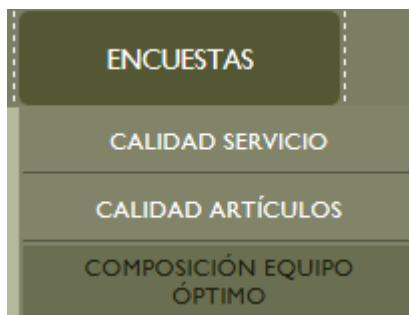 ENCUESTAS
CALIDAD SERVICIO
CALIDAD ARTÍCULOS
COMPOSICIÓN EQUIPO
ÓPTIMO